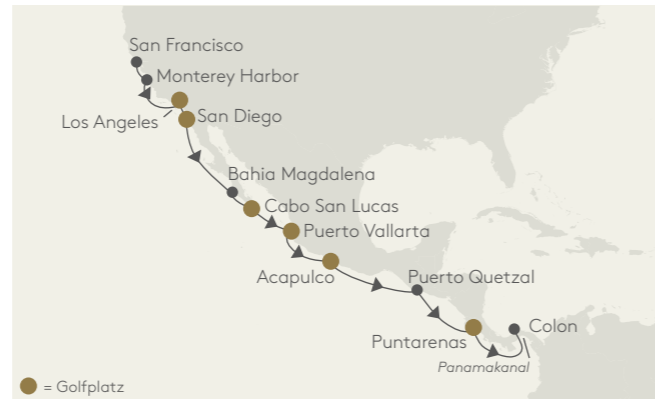 San Francisco
Monterey Harbor
Los Angeles
San Diego
Bahia Magdalena
Cabo San Lucas
Puerto Vallarta
Acapulco
Puerto Quetzal
Puntarenas
Colon
Panamakanal
= Golfplatz